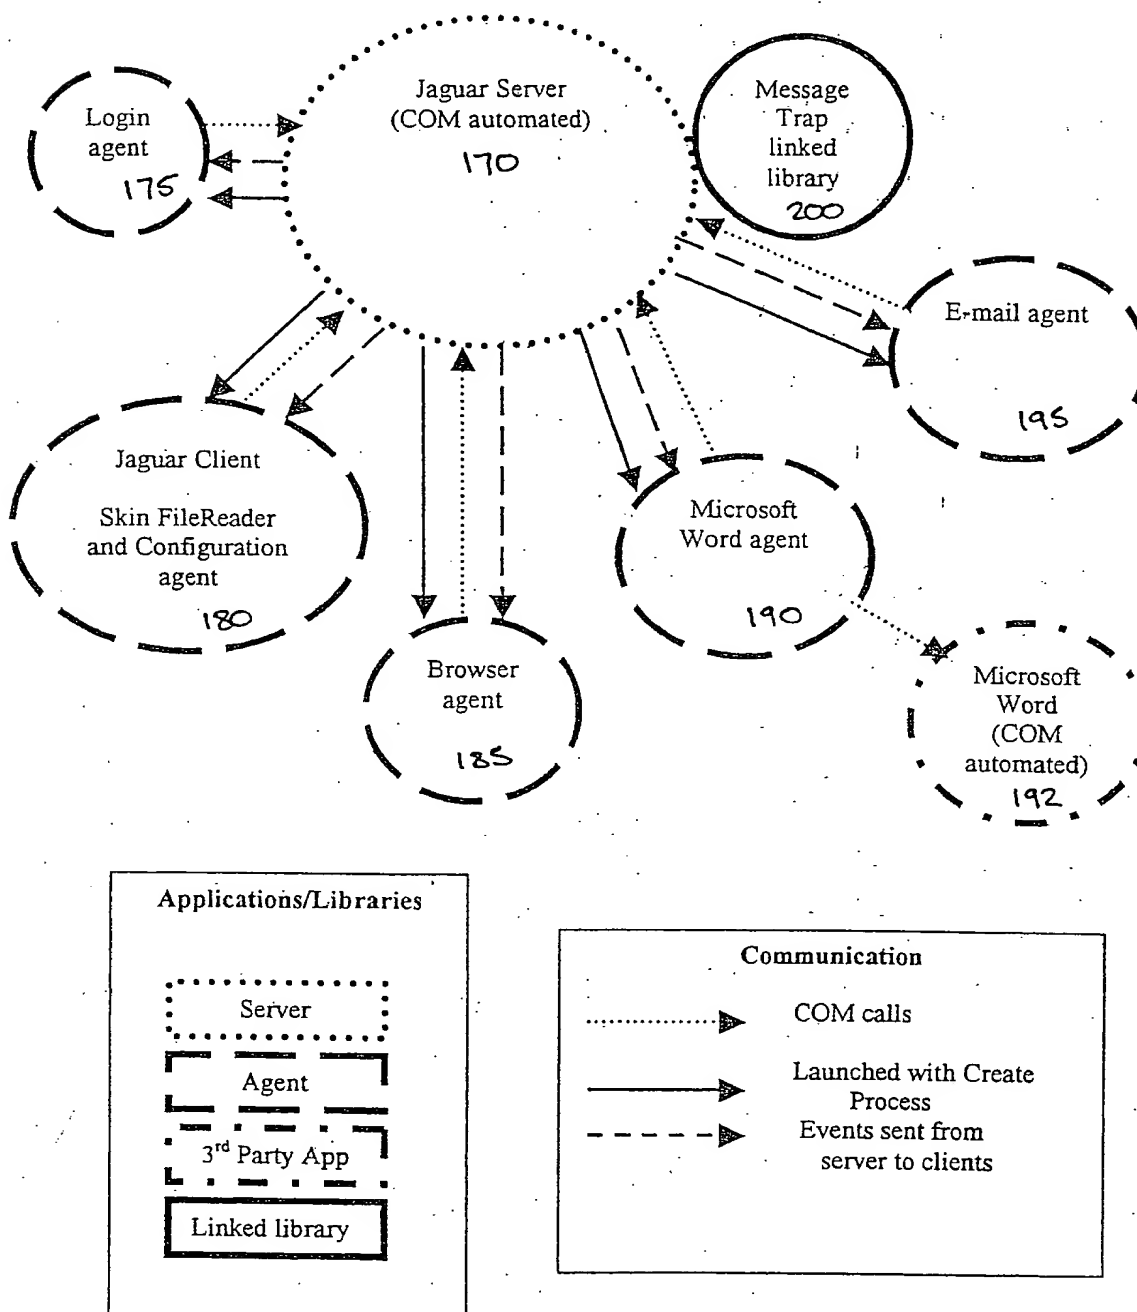 Login
agent
175
Jaguar Server
(COM automated)
170
Message
Trap
linked
library
200
E-mail agent
195
Jaguar Client
Skin FileReader
and Configuration
agent
180
Browser
agent
185
Microsoft
Word agent
190
Microsoft
Word
(COM
automated)
192
Applications/Libraries
Server
Agent
3rd Party App
Linked library
Communication
COM calls
Launched with Create
Process
Events sent from
server to clients